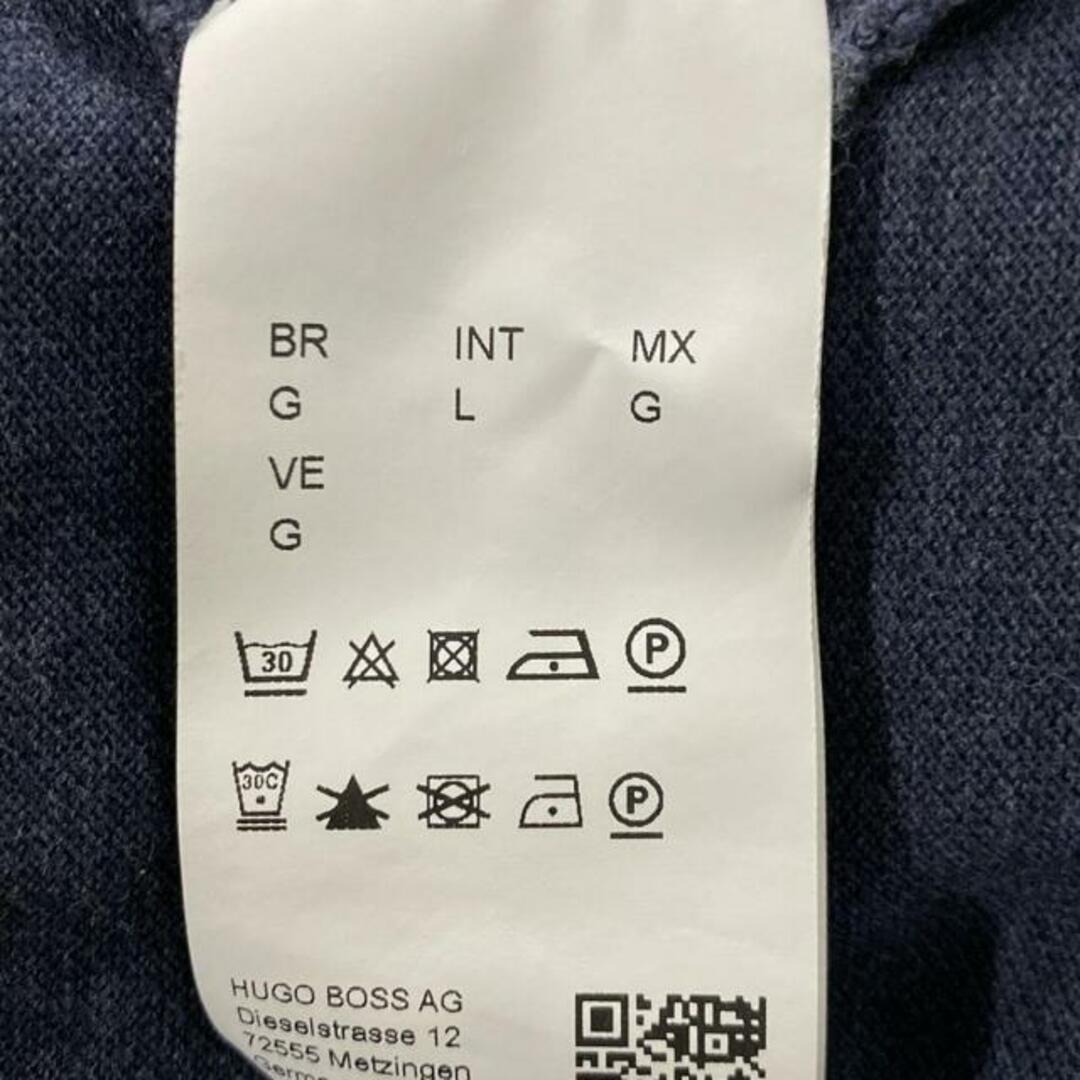 BR INT MX
G L G
VE
G
30 P
30C P
HUGO BOSS AG
Dieselstrasse 12
72555 Metzingen